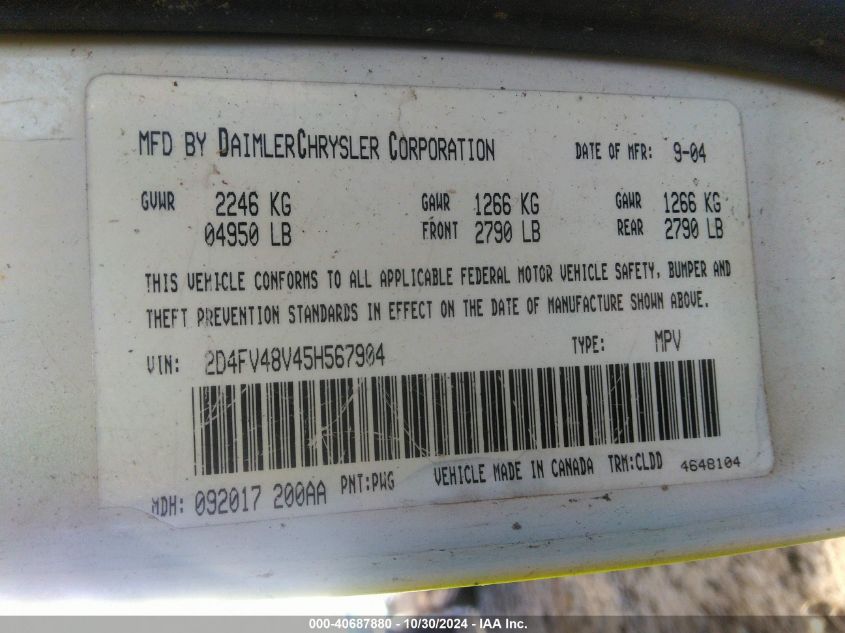 MFD BY DAIMLERCHRYSLER CORPORATION DATE OF MFR: 9-04
GVWR 2246 KG GAWR 1266 KG GAWR 1266 KG
04950 LB FRONT 2790 LB REAR 2790 LB
THIS VEHICLE CONFORMS TO ALL APPLICABLE FEDERAL MOTOR VEHICLE SAFETY, BUMPER AND
THEFT PREVENTION STANDARDS IN EFFECT ON THE DATE OF MANUFACTURE SHOWN ABOVE.
VIN: 2D4FV48V45H567904 TYPE: MPV
MDH: 092017 200AA PNT:PWG VEHICLE MADE IN CANADA TRM:CLDD 4648104
000-40687880 - 10/30/2024 - IAA Inc.